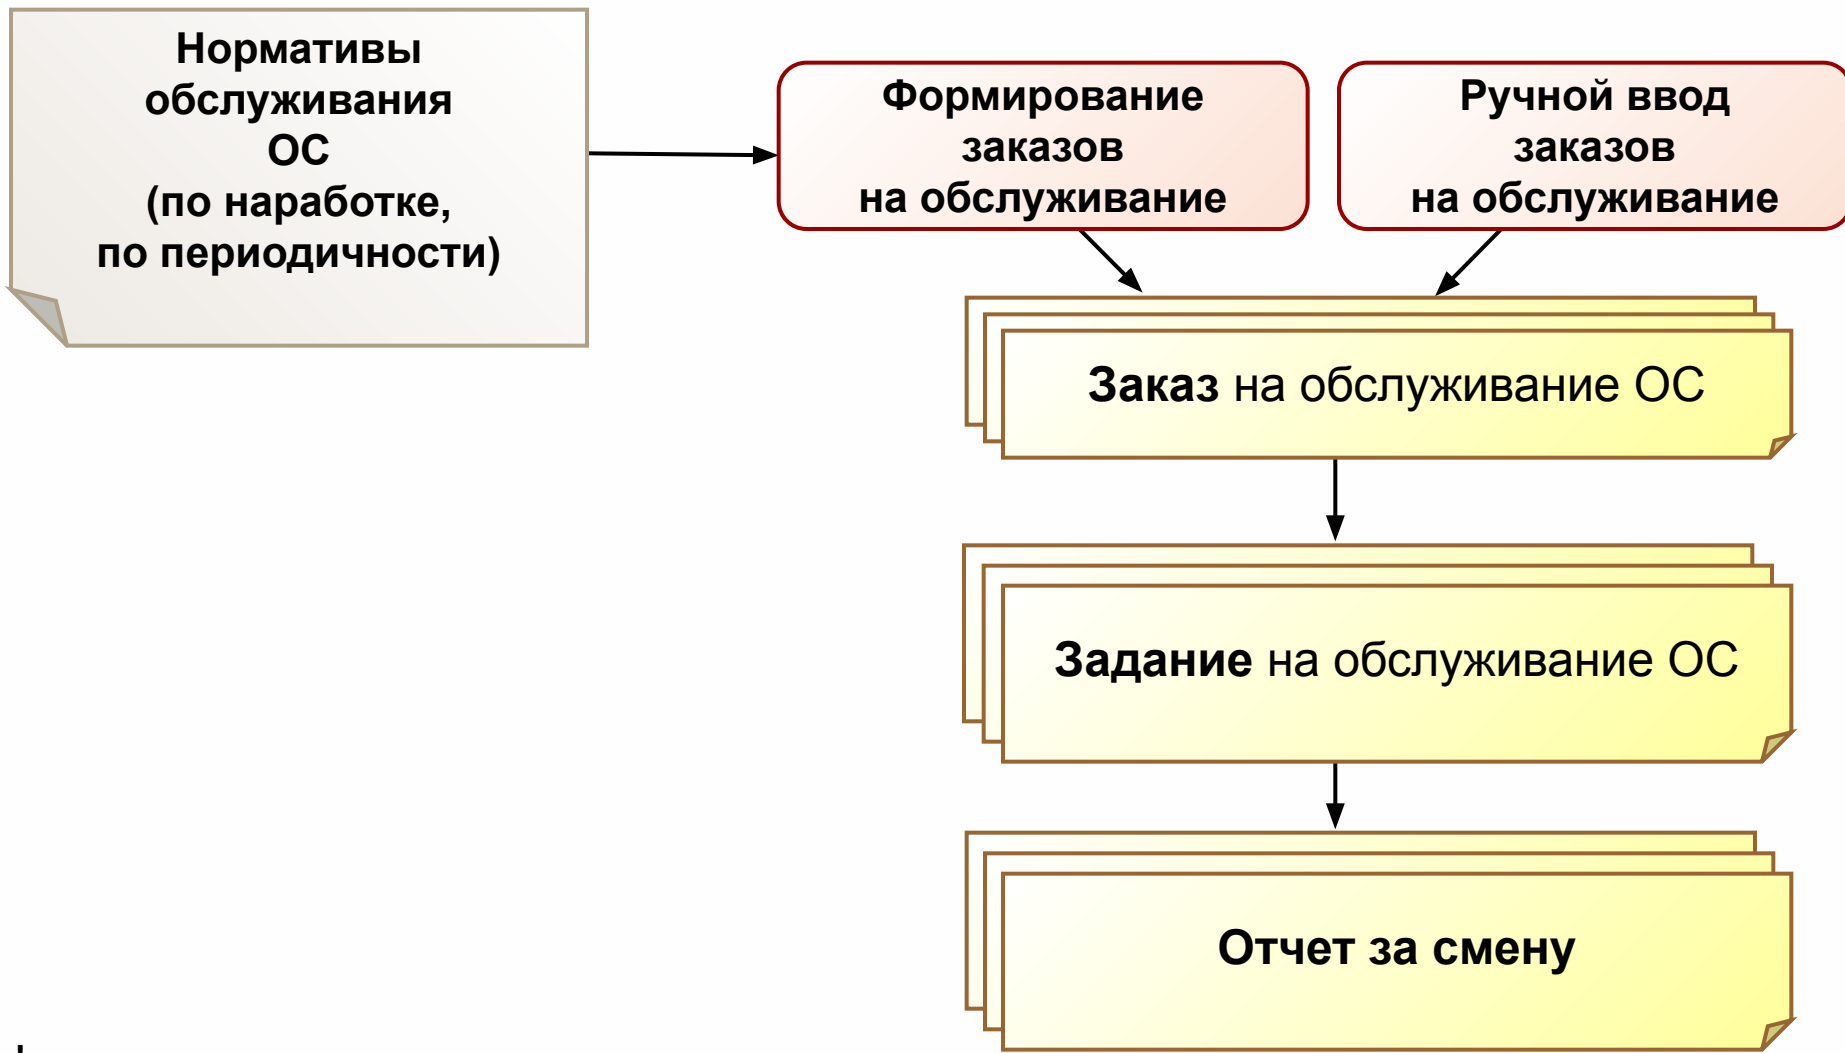 Нормативы
обслуживания
ОС
(по наработке,
по периодичности)
Формирование
заказов
на обслуживание
Ручной ввод
заказов
на обслуживание
Заказ на обслуживание ОС
Задание на обслуживание ОС
Отчет за смену